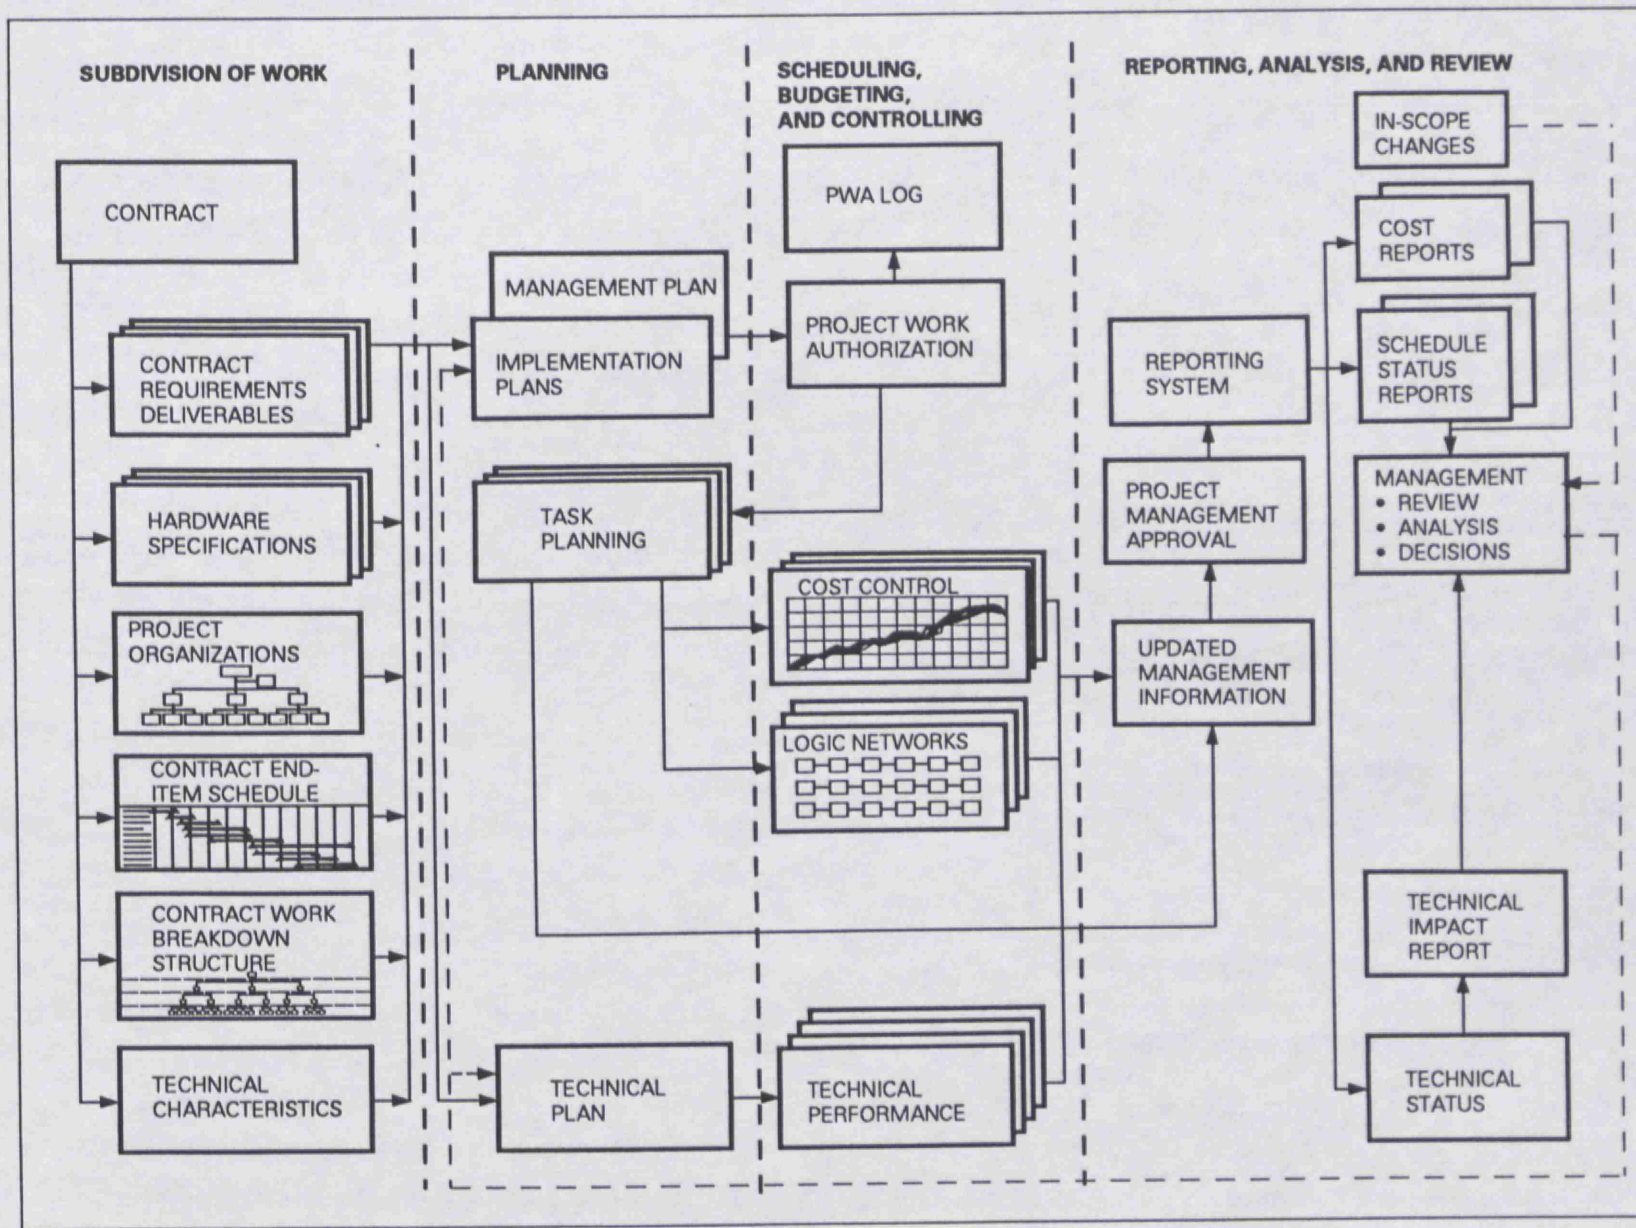 SUBDIVISION OF WORK
CONTRACT
CONTRACT
REQUIREMENTS
DELIVERABLES
HARDWARE
SPECIFICATIONS
PROJECT
ORGANIZATIONS
CONTRACT END-
ITEM SCHEDULE
CONTRACT WORK
BREAKDOWN
STRUCTURE
TECHNICAL
CHARACTERISTICS
PLANNING
MANAGEMENT PLAN
IMPLEMENTATION
PLANS
TASK
PLANNING
TECHNICAL
PLAN
SCHEDULING,
BUDGETING,
AND CONTROLLING
PWA LOG
PROJECT WORK
AUTHORIZATION
COST CONTROL
LOGIC NETWORKS
TECHNICAL
PERFORMANCE
REPORTING, ANALYSIS, AND REVIEW
REPORTING
SYSTEM
PROJECT
MANAGEMENT
APPROVAL
UPDATED
MANAGEMENT
INFORMATION
IN-SCOPE
CHANGES
COST
REPORTS
SCHEDULE
STATUS
REPORTS
MANAGEMENT
• REVIEW
• ANALYSIS
• DECISIONS
TECHNICAL
IMPACT
REPORT
TECHNICAL
STATUS